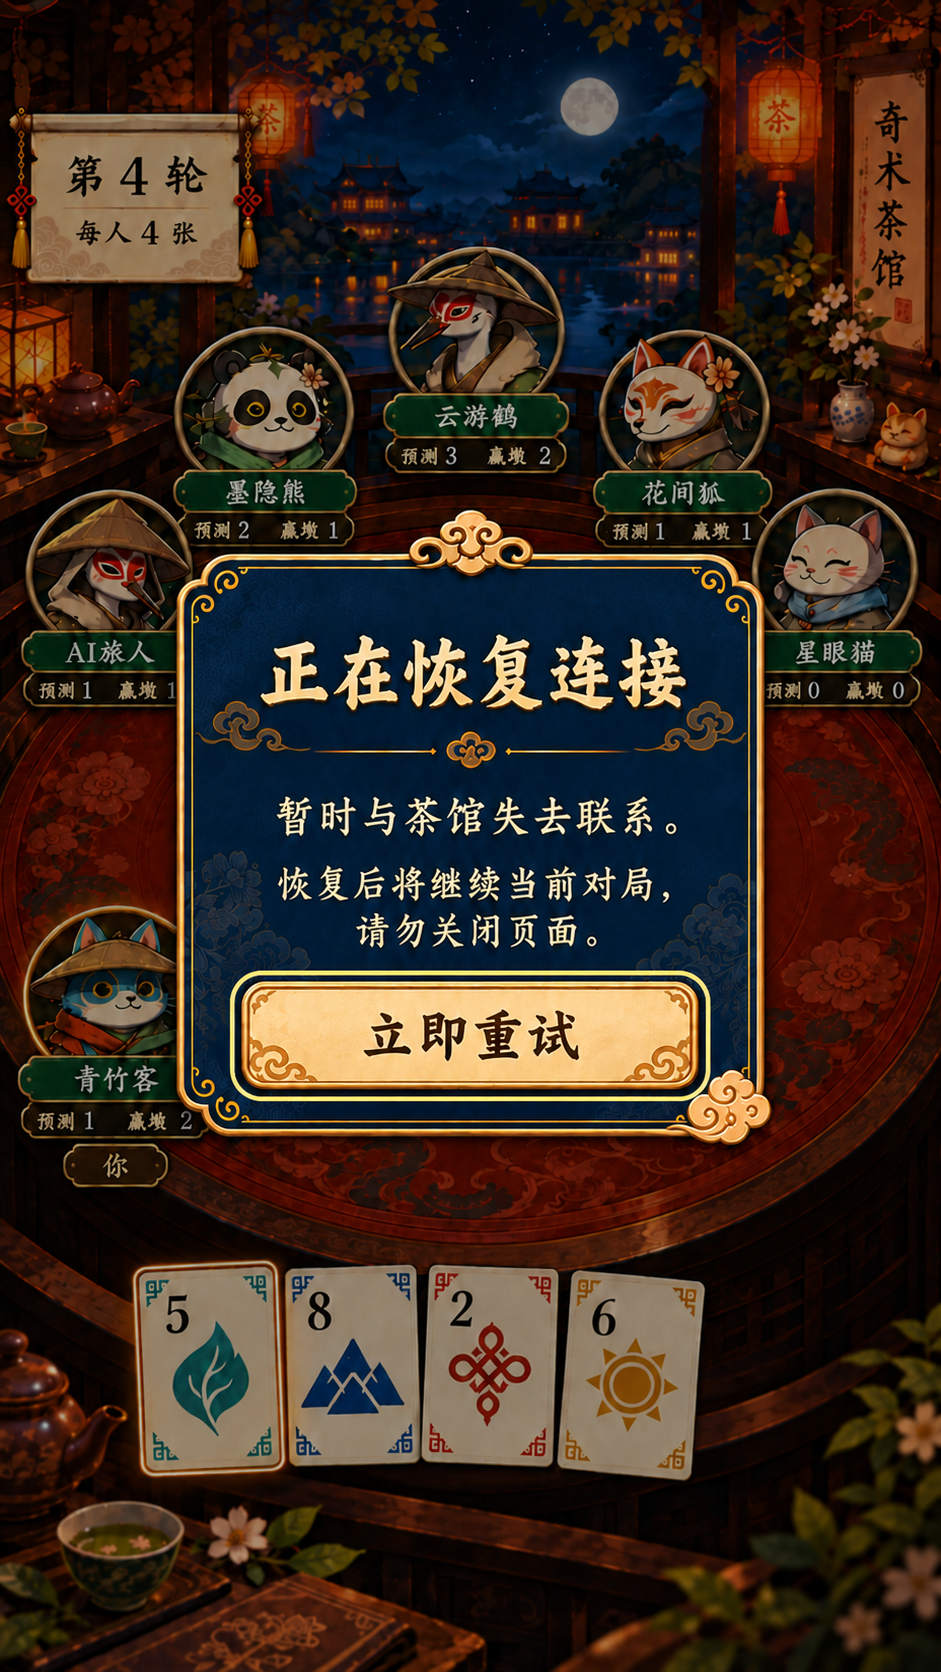 茶
茶
奇术茶馆
第4轮
每人4张
云游鹤
预测3 赢墩2
墨隐熊
预测2 赢墩1
花间狐
预测1 赢墩1
AI旅人
预测1 赢墩1
星眼猫
预测0 赢墩0
正在恢复连接
暂时与茶馆失去联系。
恢复后将继续当前对局，
请勿关闭页面。
立即重试
青竹客
预测1 赢墩2
你
5
8
2
6